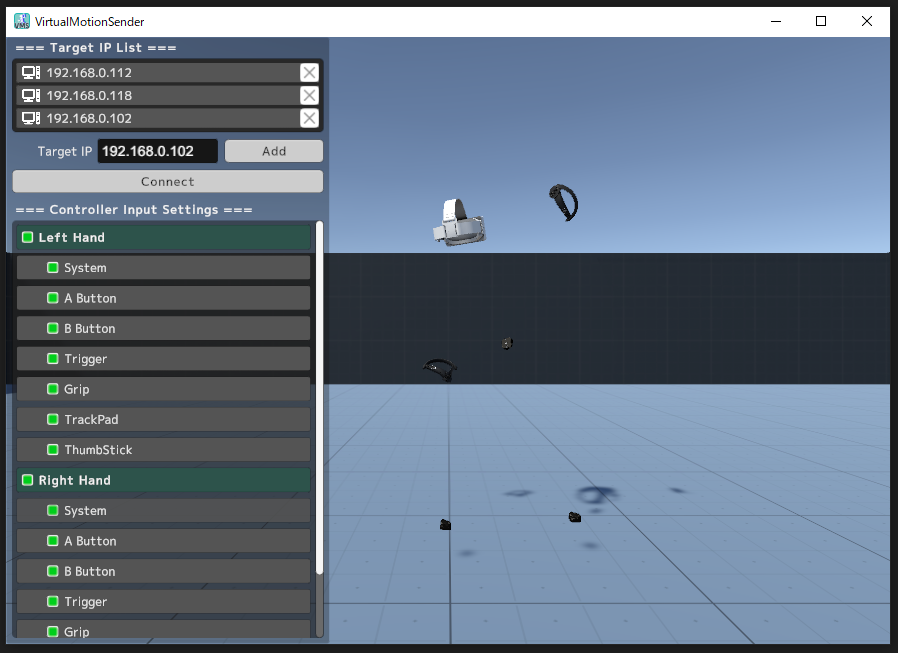 VMS
VirtualMotionSender
=== Target IP List ===
192.168.0.112
192.168.0.118
192.168.0.102
Target IP 192.168.0.102 Add
Connect
=== Controller Input Settings ===
Left Hand
System
A Button
B Button
Trigger
Grip
TrackPad
ThumbStick
Right Hand
System
A Button
B Button
Trigger
Grip